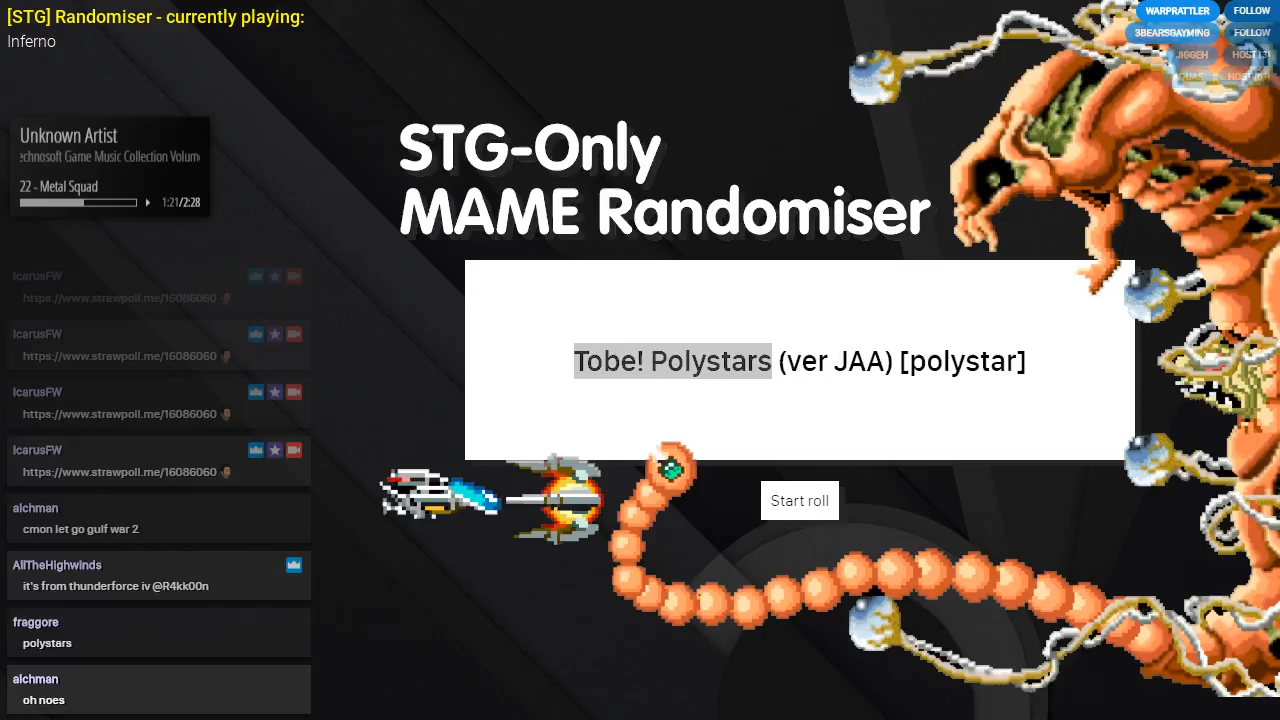 [STG] Randomiser - currently playing:
Inferno
WARPRATTLER FOLLOW
3BEARSGAYMING FOLLOW
JIGGEH HOST (3)
Unknown Artist
echnosoft Game Music Collection Volum
22 - Metal Squad
1:21/2:28
STG-Only
MAME Randomiser
Tobe! Polystars (ver JAA) [polystar]
Start roll
IcarusFW
https://www.strawpoll.me/16086060
IcarusFW
https://www.strawpoll.me/16086060
IcarusFW
https://www.strawpoll.me/16086060
IcarusFW
https://www.strawpoll.me/16086060
alchman
cmon let go gulf war 2
AllTheHighwinds
it's from thunderforce iv @R4kk00n
fraggore
polystars
alchman
oh noes